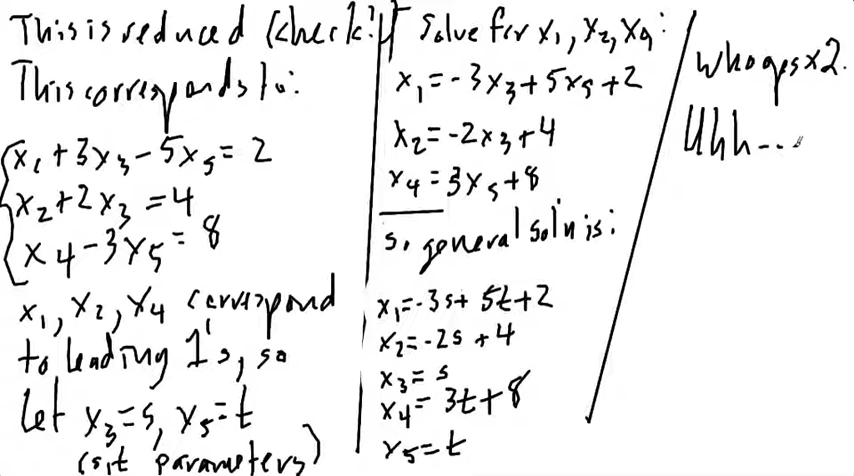 This is reduced (check!)
This corresponds to:
x₁ + 3x₃ - 5x₅ = 2
x₂ + 2x₃ = 4
x₄ - 3x₅ = 8
x₁, x₂, x₄ correspond
to leading 1's, so
let x₃ = s, x₅ = t
(s, t parameters)
Solve for x₁, x₂, x₄:
x₁ = -3x₃ + 5x₅ + 2
x₂ = -2x₃ + 4
x₄ = 3x₅ + 8
So general sol'n is:
x₁ = -3s + 5t + 2
x₂ = -2s + 4
x₃ = s
x₄ = 3t + 8
x₅ = t
x2.
Uhh...